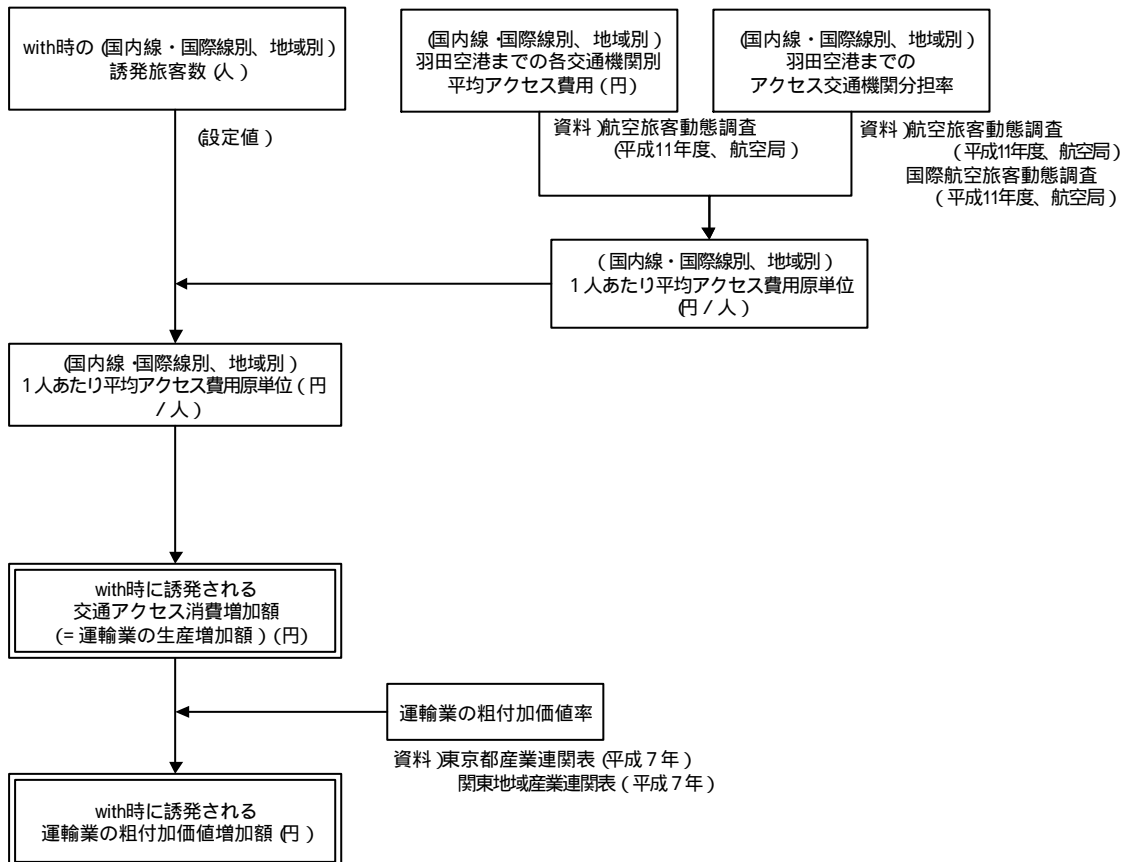 with時の(国内線・国際線別、地域別)
誘発旅客数(人)
(国内線・国際線別、地域別)
羽田空港までの各交通機関別
平均アクセス費用(円)
(国内線・国際線別、地域別)
羽田空港までの
アクセス交通機関分担率
(設定値)
資料)航空旅客動態調査
(平成11年度、航空局)
資料)航空旅客動態調査
(平成11年度、航空局)
国際航空旅客動態調査
(平成11年度、航空局)
(国内線・国際線別、地域別)
1人あたり平均アクセス費用原単位
(円/人)
(国内線・国際線別、地域別)
1人あたり平均アクセス費用原単位(円
/人)
with時に誘発される
交通アクセス消費増加額
(=運輸業の生産増加額)(円)
運輸業の粗付加価値率
資料)東京都産業連関表(平成7年)
関東地域産業連関表(平成7年)
with時に誘発される
運輸業の粗付加価値増加額(円)